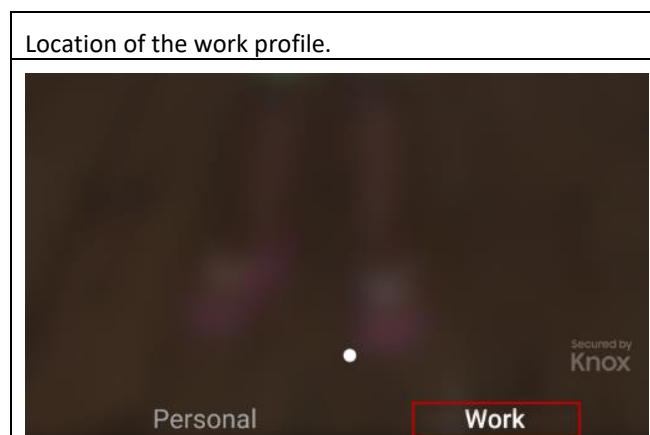 Location of the work profile.
Secured by
Knox
Personal
Work